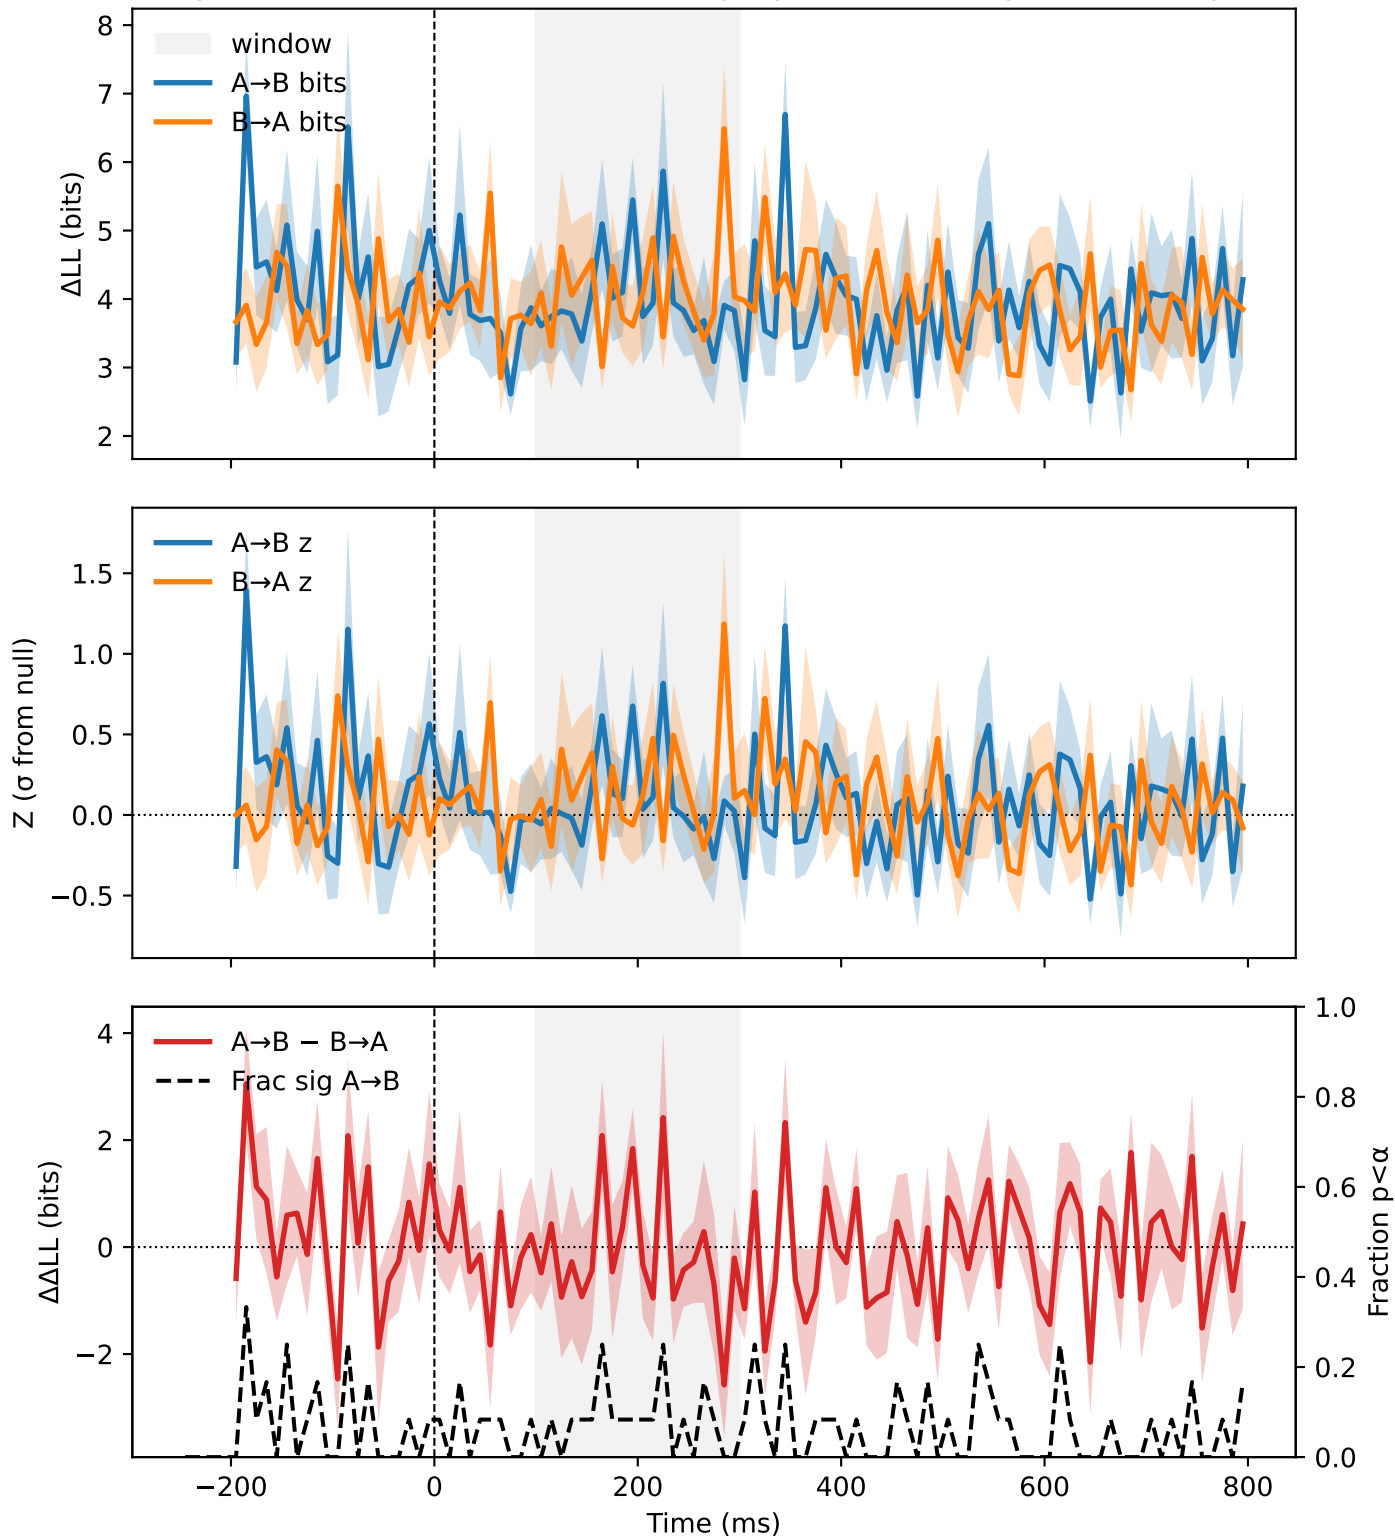 8
7
6
5
4
3
2
ΔLL (bits)
window
A→B bits
B→A bits
1.5
1.0
0.5
0.0
−0.5
Z (σ from null)
A→B z
B→A z
4
2
0
−2
ΔΔLL (bits)
A→B − B→A
Frac sig A→B
1.0
0.8
0.6
0.4
0.2
0.0
Fraction p<α
−200
0
200
400
600
800
Time (ms)